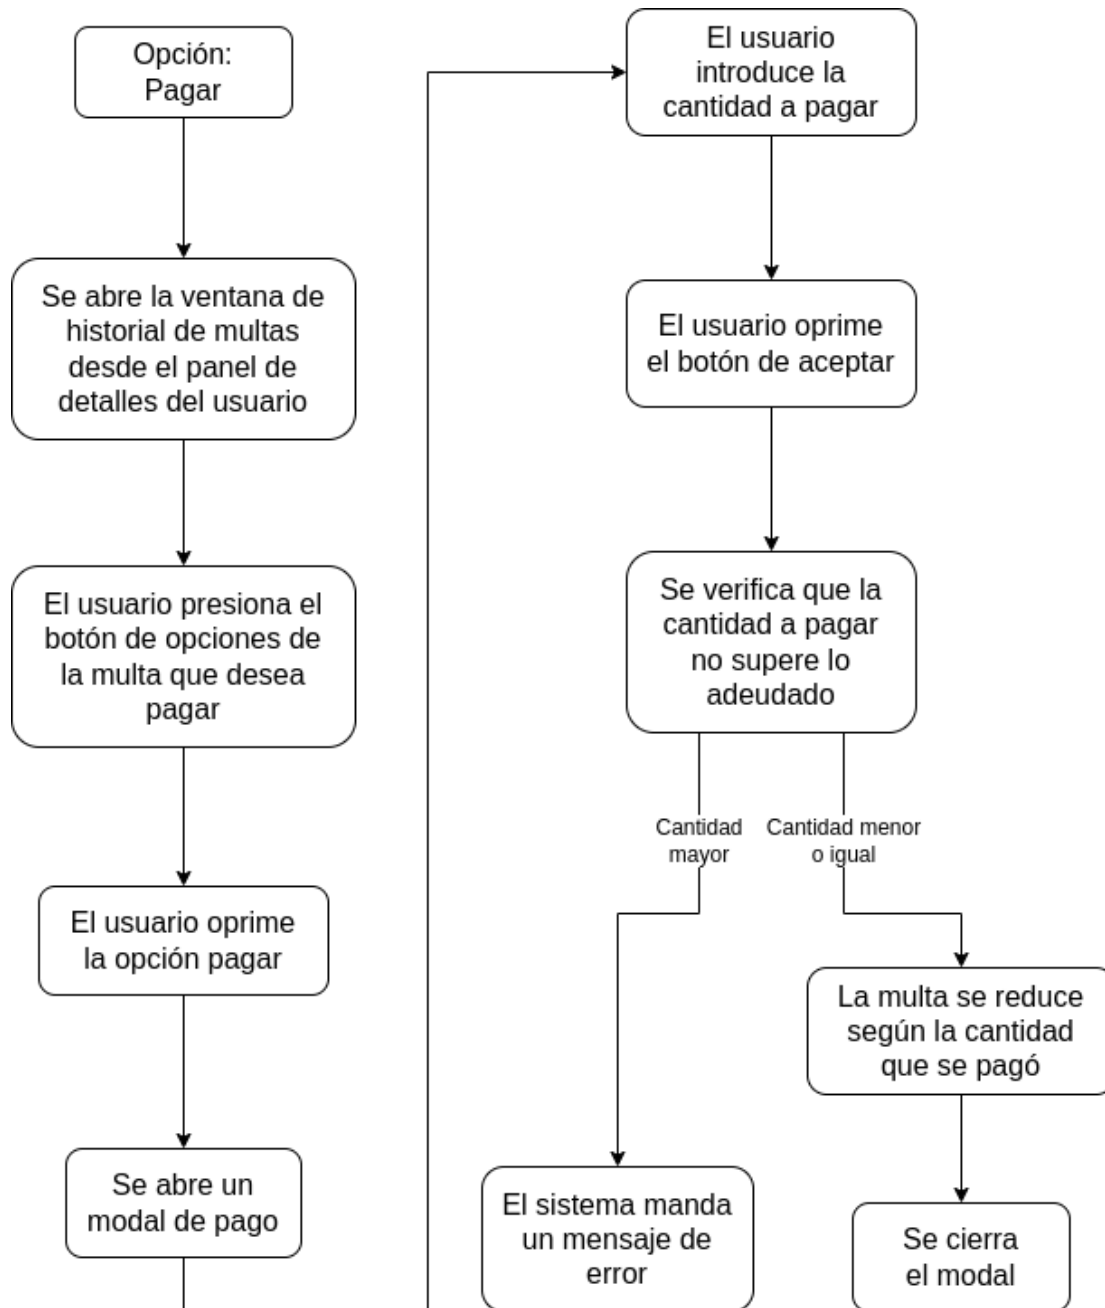 Opción:
Pagar
Se abre la ventana de
historial de multas
desde el panel de
detalles del usuario
El usuario presiona el
botón de opciones de
la multa que desea
pagar
El usuario oprime
la opción pagar
Se abre un
modal de pago
El usuario
introduce la
cantidad a pagar
El usuario oprime
el botón de aceptar
Se verifica que la
cantidad a pagar
no supere lo
adeudado
Cantidad
mayor
Cantidad menor
o igual
El sistema manda
un mensaje de
error
La multa se reduce
según la cantidad
que se pagó
Se cierra
el modal